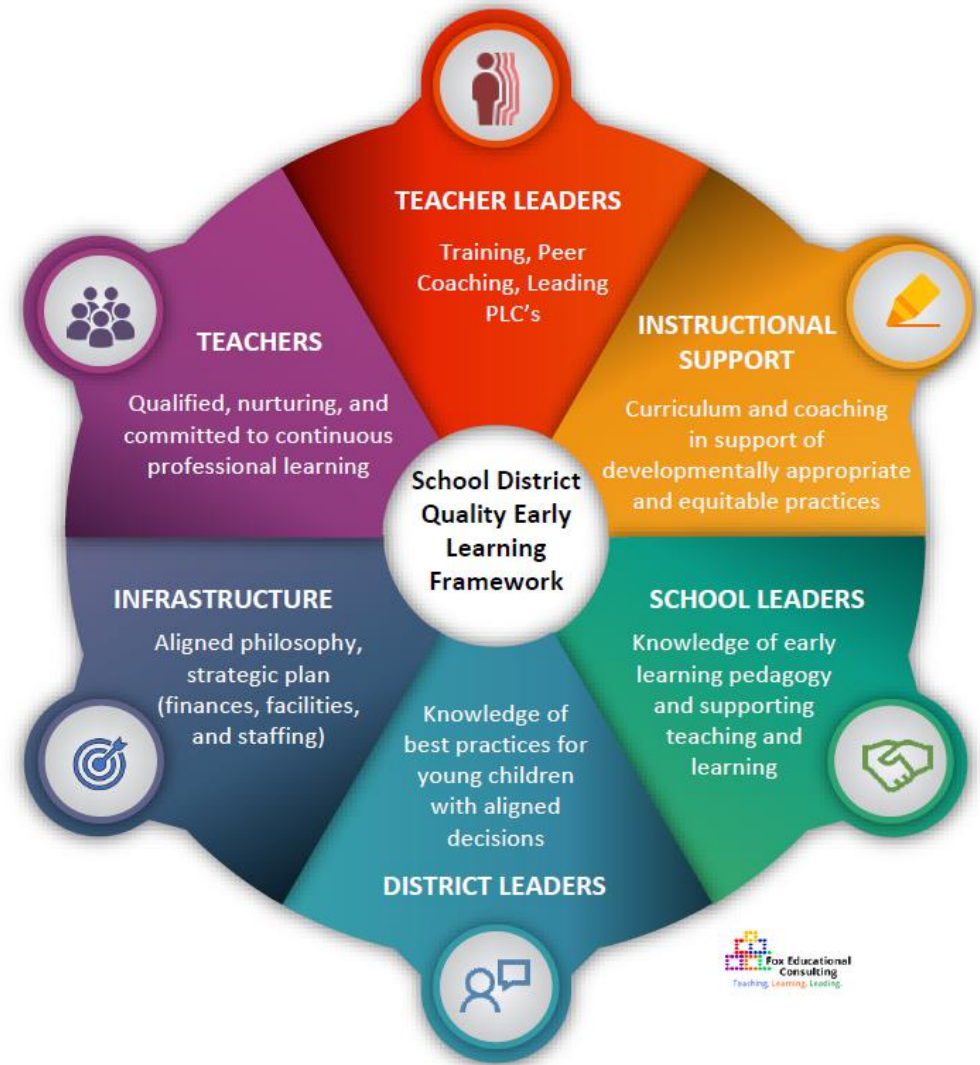 TEACHER LEADERS
Training, Peer
Coaching, Leading
PLC's
INSTRUCTIONAL
SUPPORT
Curriculum and coaching
in support of
developmentally appropriate
and equitable practices
SCHOOL LEADERS
Knowledge of early
learning pedagogy
and supporting
teaching and
learning
Knowledge of
best practices for
young children
with aligned
decisions
DISTRICT LEADERS
INFRASTRUCTURE
Aligned philosophy,
strategic plan
(finances, facilities,
and staffing)
TEACHERS
Qualified, nurturing, and
committed to continuous
professional learning
School District
Quality Early
Learning
Framework
Fox Educational
Consulting
Teaching. Learning. Leading.